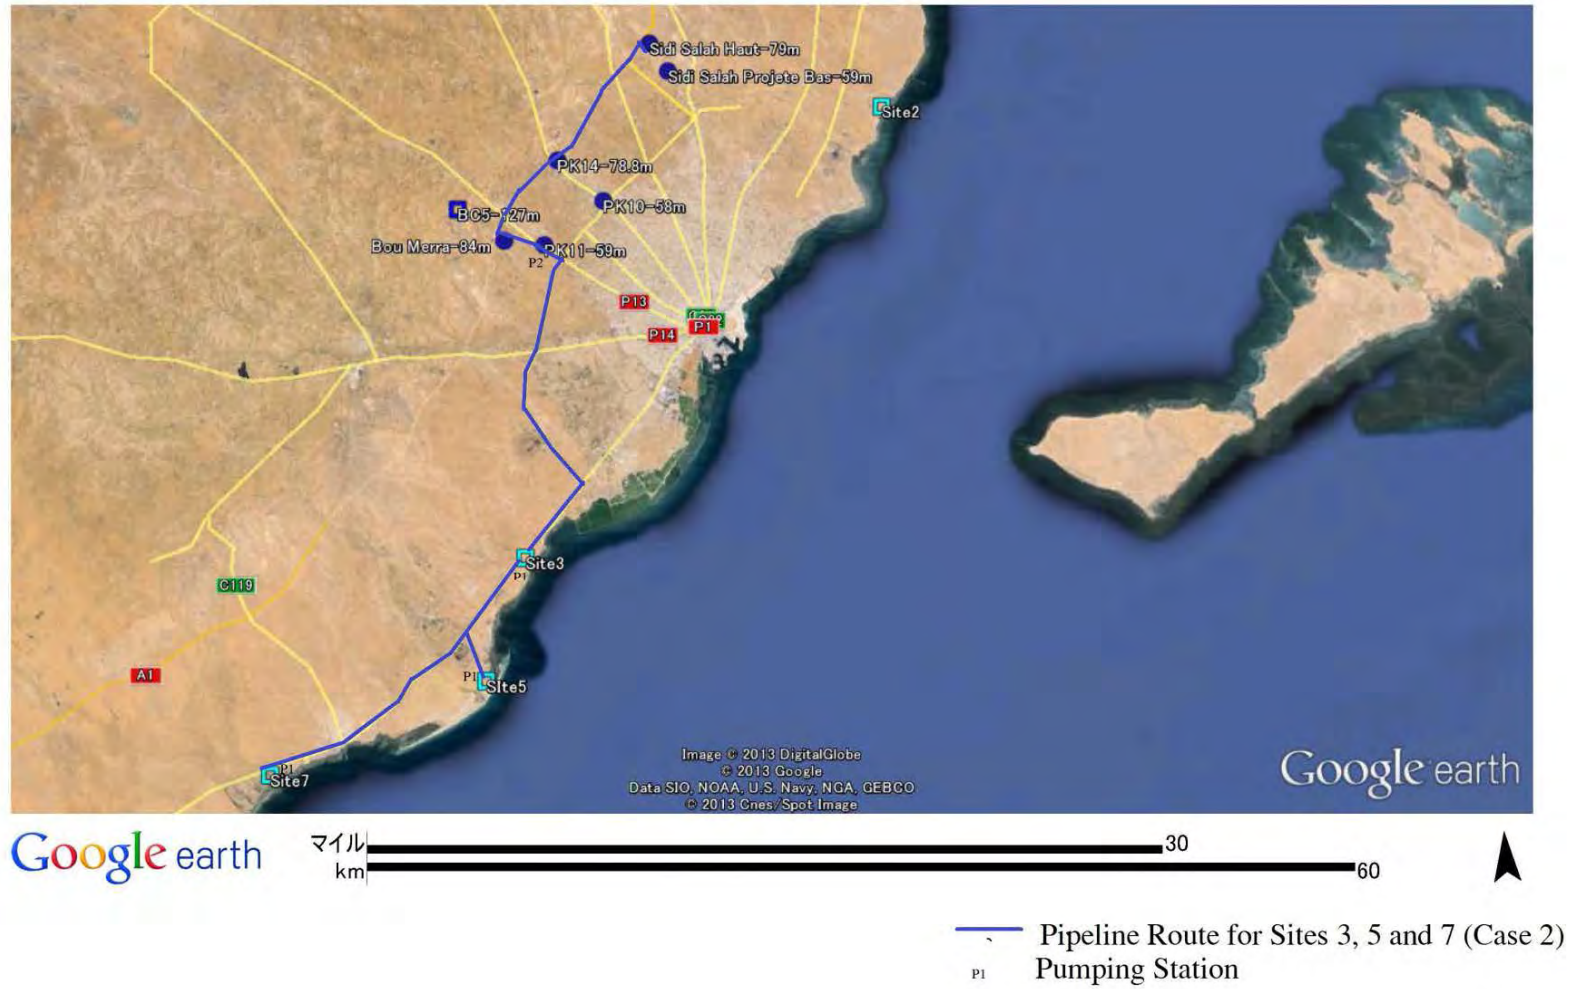 Sidi Salah Haut-79m
Sidi Salah Projete Bas-59m
Site2
PK14-78.8m
PK10-58m
BC5-127m
Bou Merra-84m
PK11-59m
P2
P13
P1
P14
Site3
P1
C119
A1
P1
SIte5
P1
Site7
Image © 2013 DigitalGlobe
© 2013 Google
Data SIO, NOAA, U.S. Navy, NGA, GEBCO
© 2013 Cnes/Spot Image
Google earth
Google earth
マイル 30
km 60
Pipeline Route for Sites 3, 5 and 7 (Case 2)
P1 Pumping Station